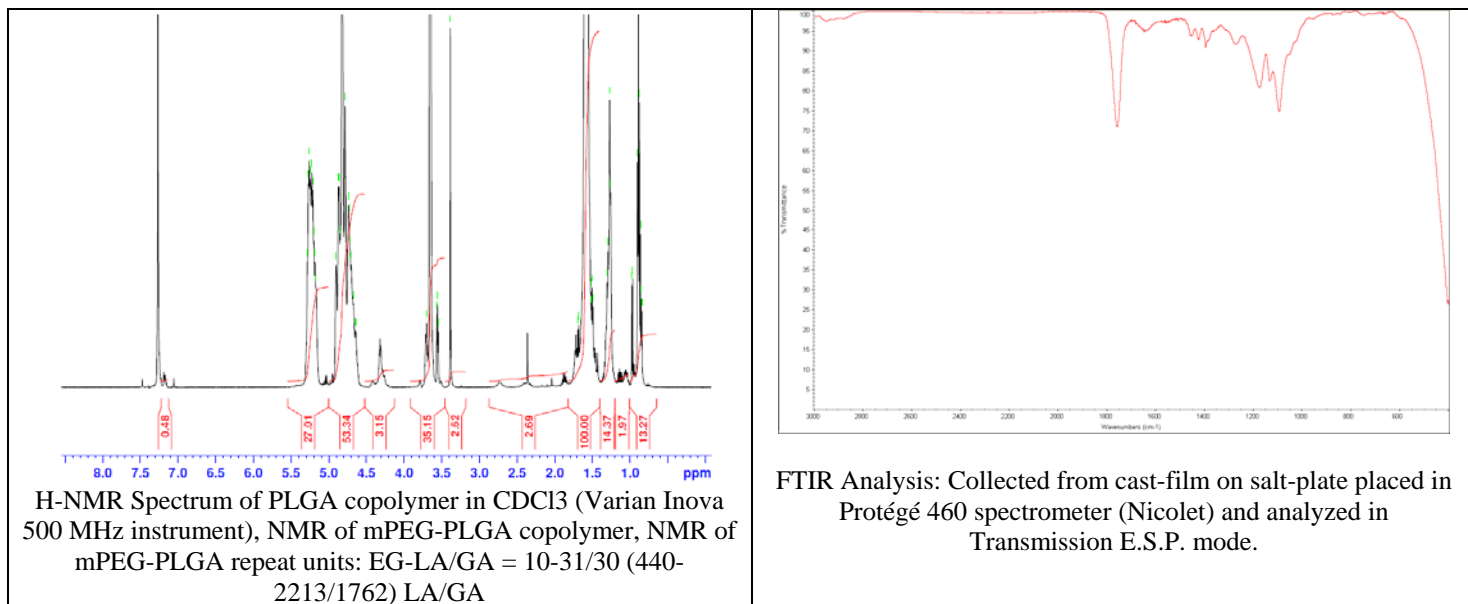 27.01
53.34
3.15
35.15
2.62
2.69
100.00
14.37
1.97
13.27
0.48
8.0 7.5 7.0 6.5 6.0 5.5 5.0 4.5 4.0 3.5 3.0 2.5 2.0 1.5 1.0 ppm
H-NMR Spectrum of PLGA copolymer in CDCl3 (Varian Inova
500 MHz instrument), NMR of mPEG-PLGA copolymer, NMR of
mPEG-PLGA repeat units: EG-LA/GA = 10-31/30 (440-
2213/1762) LA/GA
100
95
90
85
80
75
70
65
60
55
50
45
40
35
30
25
20
15
10
5
% Transmittance
3000 2800 2600 2400 2200 2000 1800 1600 1400 1200 1000 800 600
Wavenumbers (cm-1)
FTIR Analysis: Collected from cast-film on salt-plate placed in
Protégé 460 spectrometer (Nicolet) and analyzed in
Transmission E.S.P. mode.